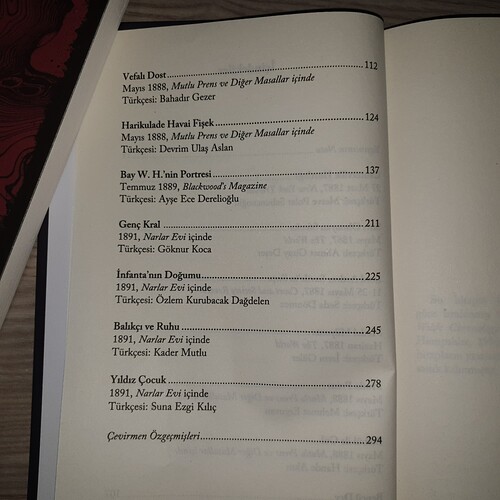 Vefalı Dost..........112
Mayıs 1888, Mutlu Prens ve Diğer Masallar içinde
Türkçesi: Bahadır Gezer
Harikulade Havai Fişek..........124
Mayıs 1888, Mutlu Prens ve Diğer Masallar içinde
Türkçesi: Devrim Ulaş Aslan
Bay W. H.'nin Portresi..........137
Temmuz 1889, Blackwood's Magazine
Türkçesi: Ayşe Ece Derelioğlu
Genç Kral..........211
1891, Narlar Evi içinde
Türkçesi: Göknur Koca
İnfanta'nın Doğumu..........225
1891, Narlar Evi içinde
Türkçesi: Özlem Kurubacak Dağdelen
Balıkçı ve Ruhu..........245
1891, Narlar Evi içinde
Türkçesi: Kader Mutlu
Yıldız Çocuk..........278
1891, Narlar Evi içinde
Türkçesi: Suna Ezgi Kılıç
Çevirmen Özgeçmişleri..........294